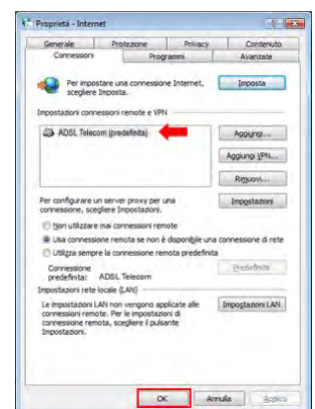 Proprietà - Internet
Generale Protezione Privacy Contenuto
Connessioni Programmi Avanzate
Per impostare una connessione Internet, scegliere Imposta.
Imposta
Impostazioni connessioni remote e VPN
ADSL Telecom (predefinita)
Aggiungi...
Aggiungi VPN...
Rimuovi...
Per configurare un server proxy per una connessione, scegliere Impostazioni.
Impostazioni
Non utilizzare mai connessioni remote
Usa connessione remota se non è disponibile una connessione di rete
Utilizza sempre la connessione remota predefinita
Connessione predefinita: ADSL Telecom
Predefinita
Impostazioni rete locale (LAN)
Le impostazioni LAN non vengono applicate alle connessioni remote. Per le impostazioni di connessione remota, scegliere il pulsante Impostazioni.
Impostazioni LAN
OK Annulla Applica